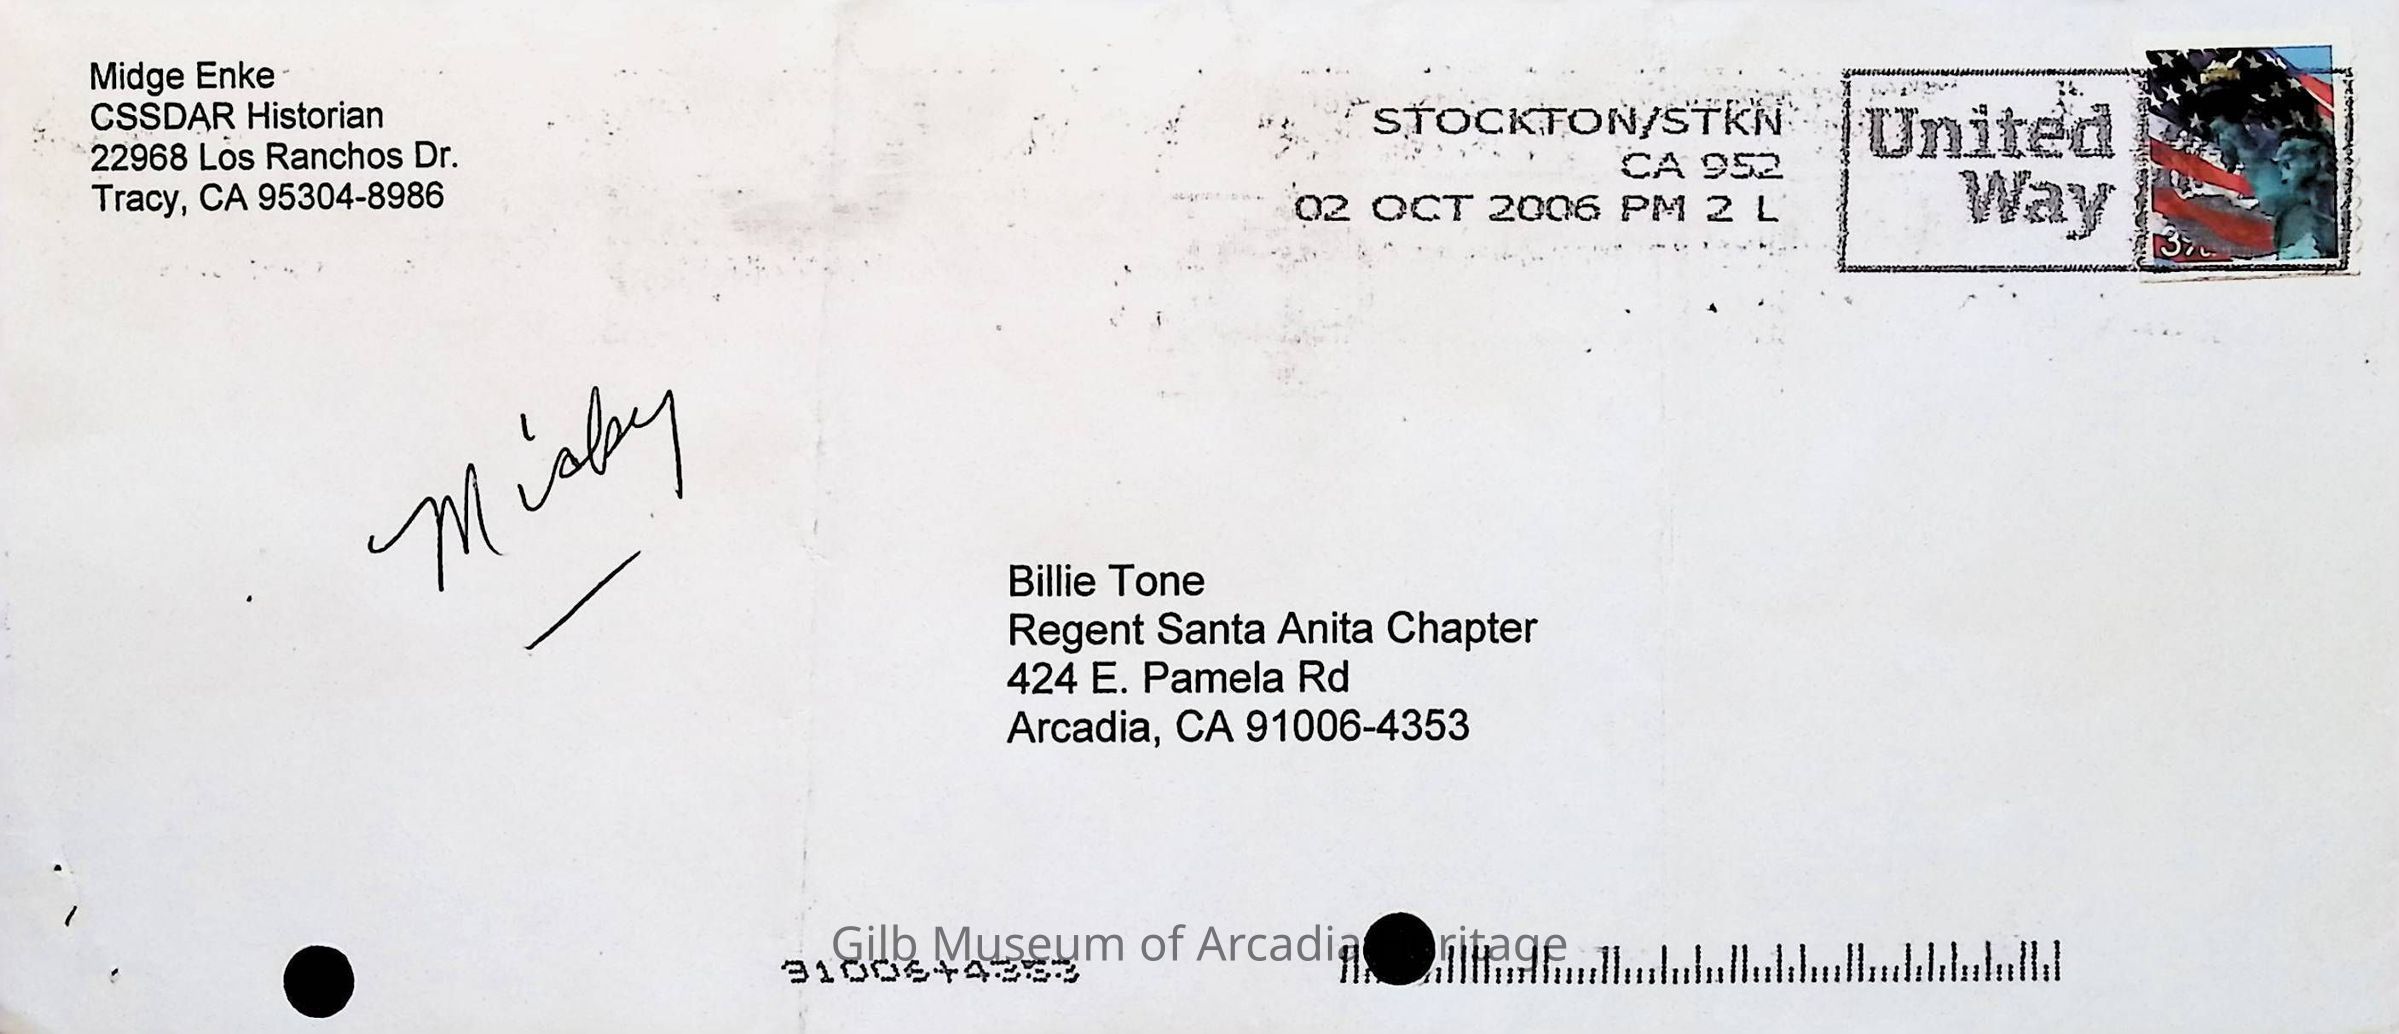 Midge Enke
CSSDAR Historian
22968 Los Ranchos Dr.
Tracy, CA 95304-8986
STOCKTON/STKN
CA 952
02 OCT 2006 PM 2 L
United
Way
Billie Tone
Regent Santa Anita Chapter
424 E. Pamela Rd
Arcadia, CA 91006-4353
Gilb Museum of Arcadia
91006+4353